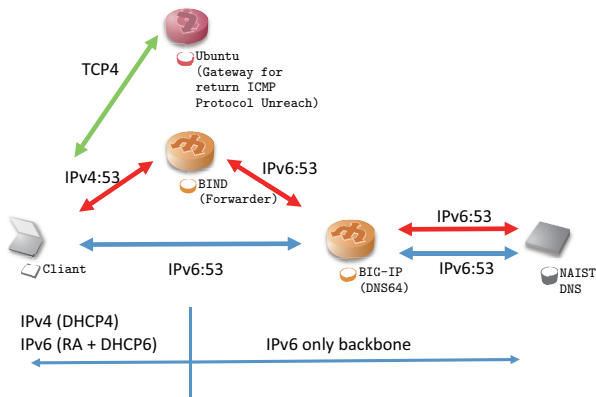 TCP4
Ubuntu
(Gateway for
return ICMP
Protocol Unreach)
IPv4:53
IPv6:53
BIND
(Forwarder)
IPv6:53
IPv6:53
IPv6:53
Cliant
BIG-IP
(DNS64)
NAIST
DNS
IPv4 (DHCP4)
IPv6 (RA + DHCP6)
IPv6 only backbone